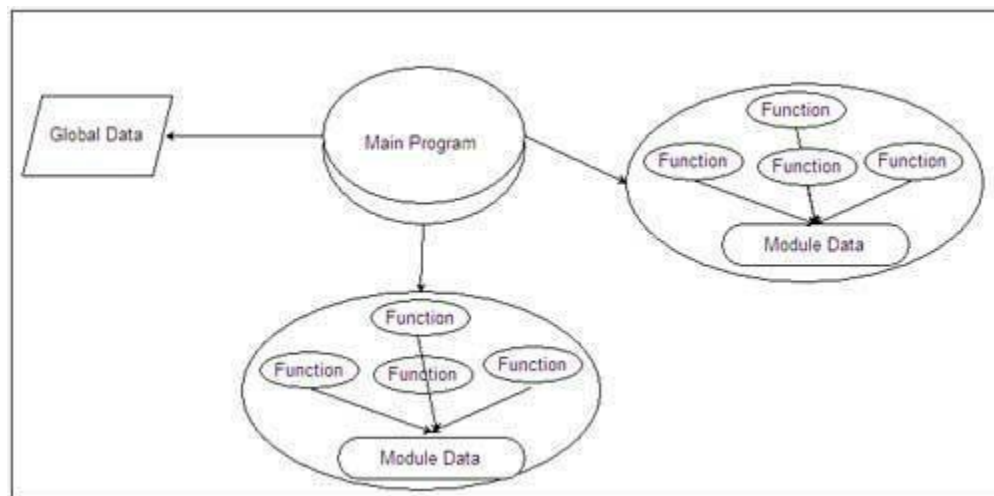 Global Data
Main Program
Function
Function
Function
Function
Module Data
Function
Function
Function
Function
Module Data